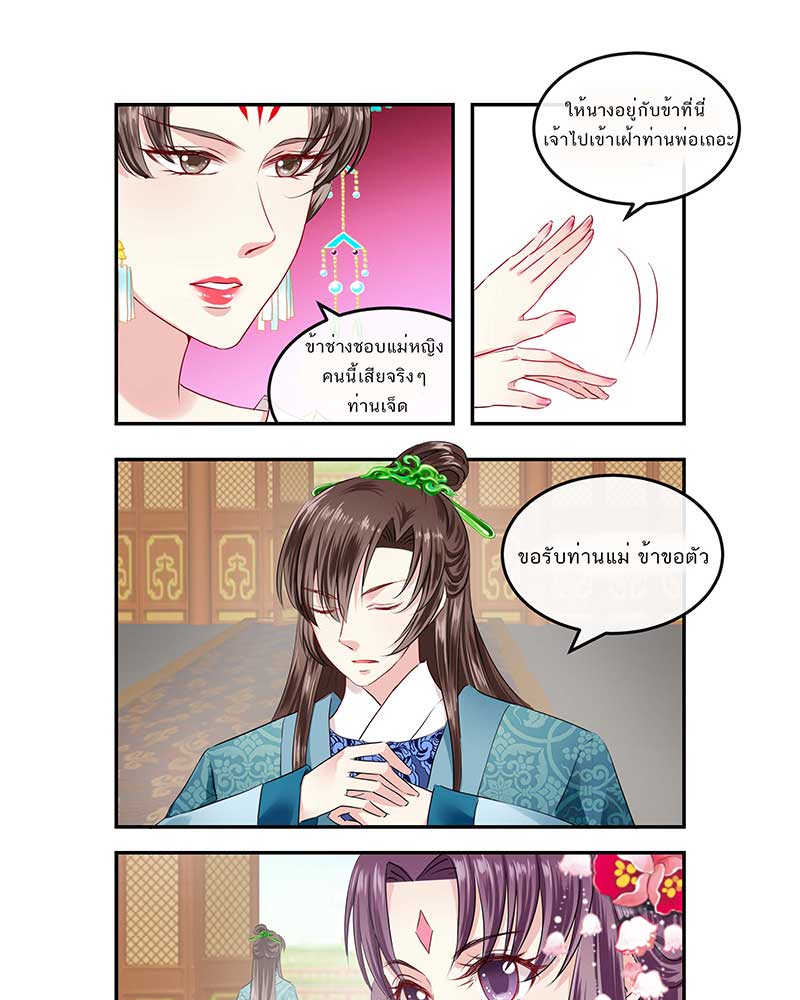 ข้าช่างชอบแม่หญิง
คนนี้เสียจริงๆ
ท่านเจ็ด
ให้นางอยู่กับข้าที่นี่
เจ้าไปเข้าเฝ้าท่านพ่อเถอะ
ขอรับท่านแม่ ข้าขอตัว